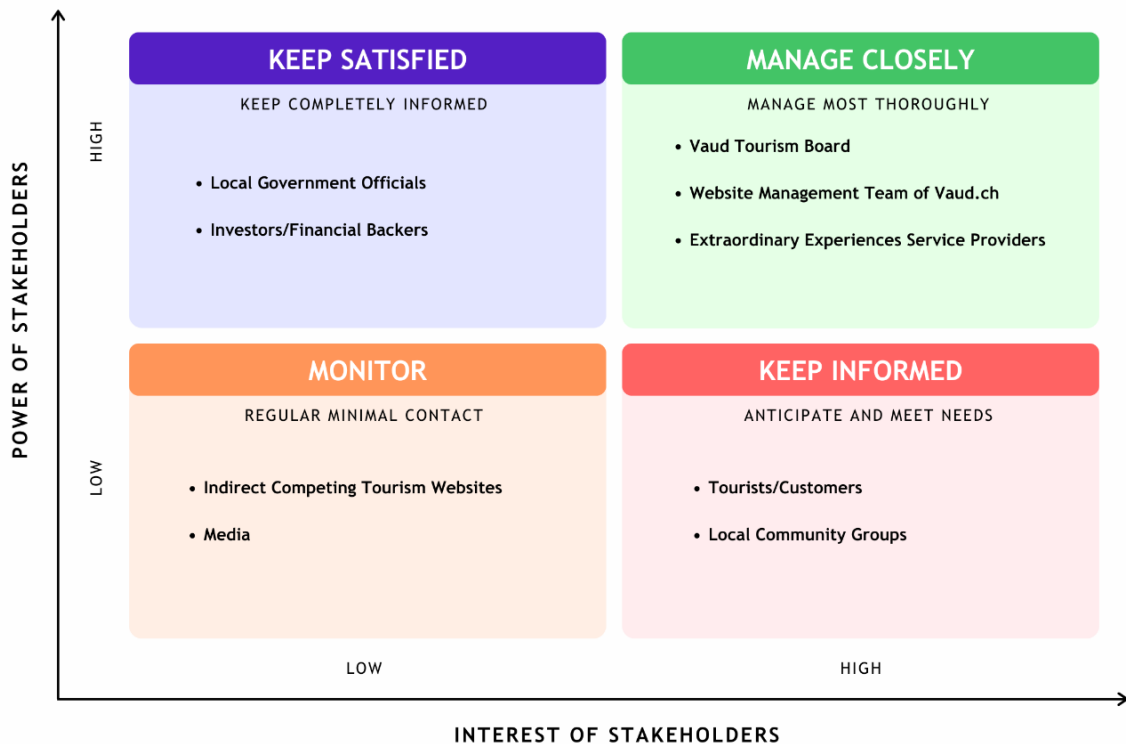 POWER OF STAKEHOLDERS
HIGH
LOW
KEEP SATISFIED
KEEP COMPLETELY INFORMED
• Local Government Officials
• Investors/Financial Backers
MANAGE CLOSELY
MANAGE MOST THOROUGHLY
• Vaud Tourism Board
• Website Management Team of Vaud.ch
• Extraordinary Experiences Service Providers
MONITOR
REGULAR MINIMAL CONTACT
• Indirect Competing Tourism Websites
• Media
KEEP INFORMED
ANTICIPATE AND MEET NEEDS
• Tourists/Customers
• Local Community Groups
LOW
HIGH
INTEREST OF STAKEHOLDERS